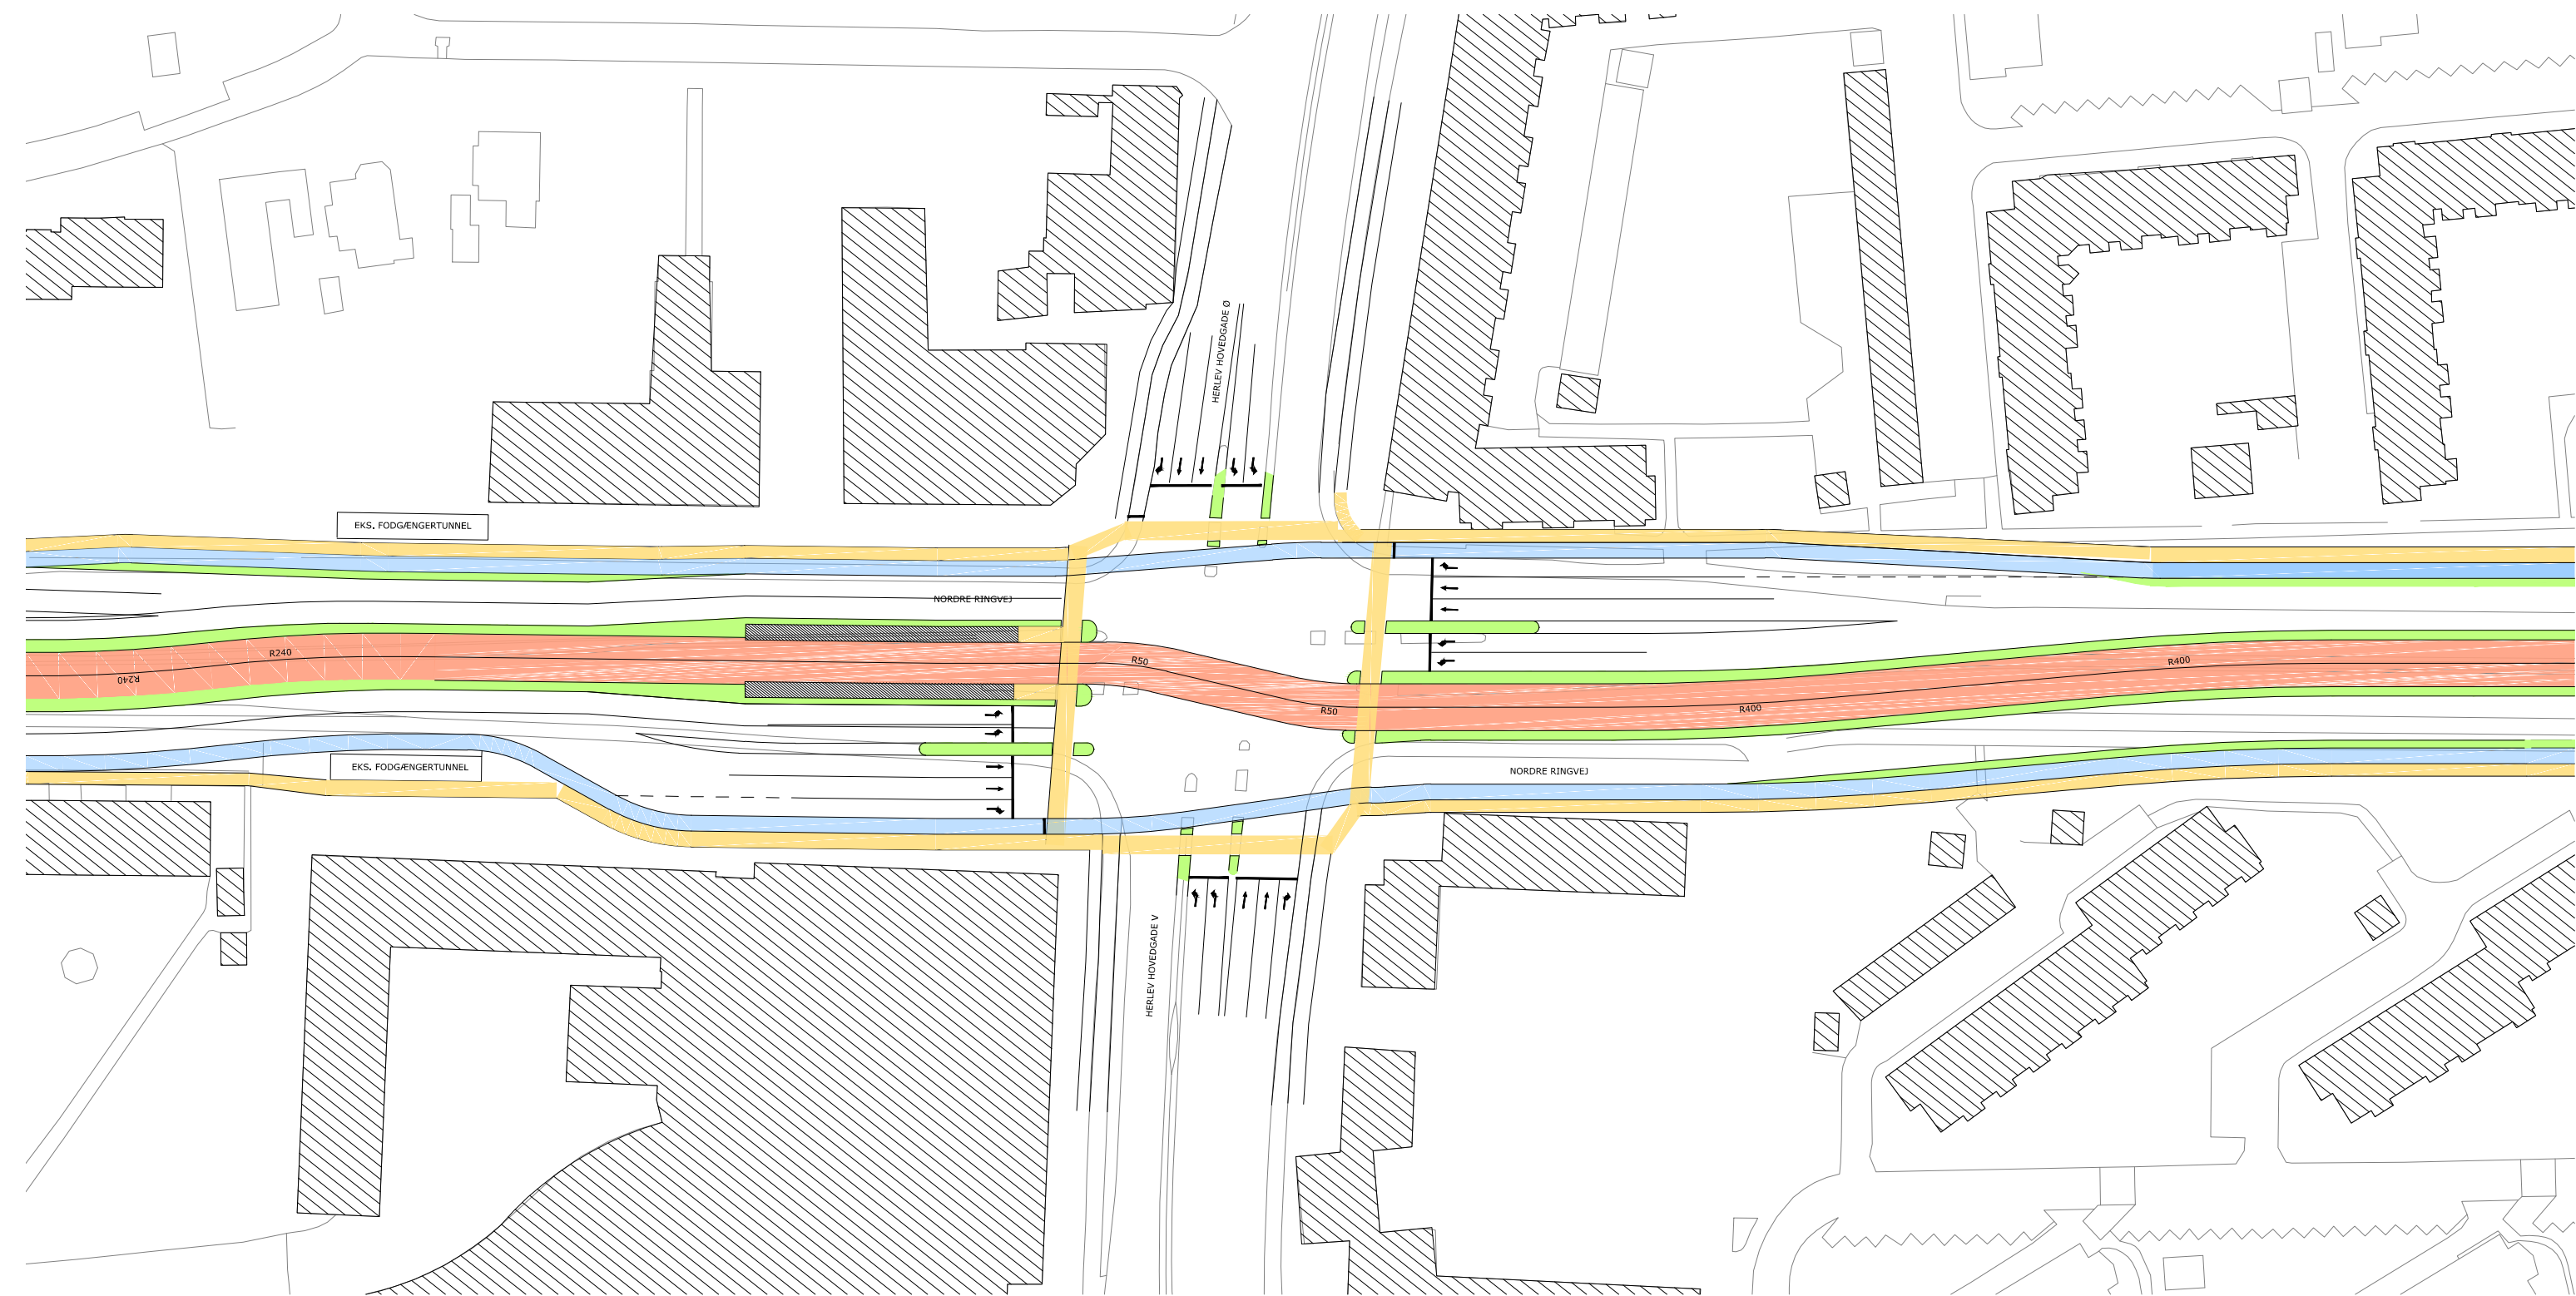 HERLEV HOVEDGADE Ø
EKS. FODGÆNGERTUNNEL
NORDRE RINGVEJ
R240
R240
R50
R50
R400
R400
EKS. FODGÆNGERTUNNEL
NORDRE RINGVEJ
HERLEV HOVEDGADE V